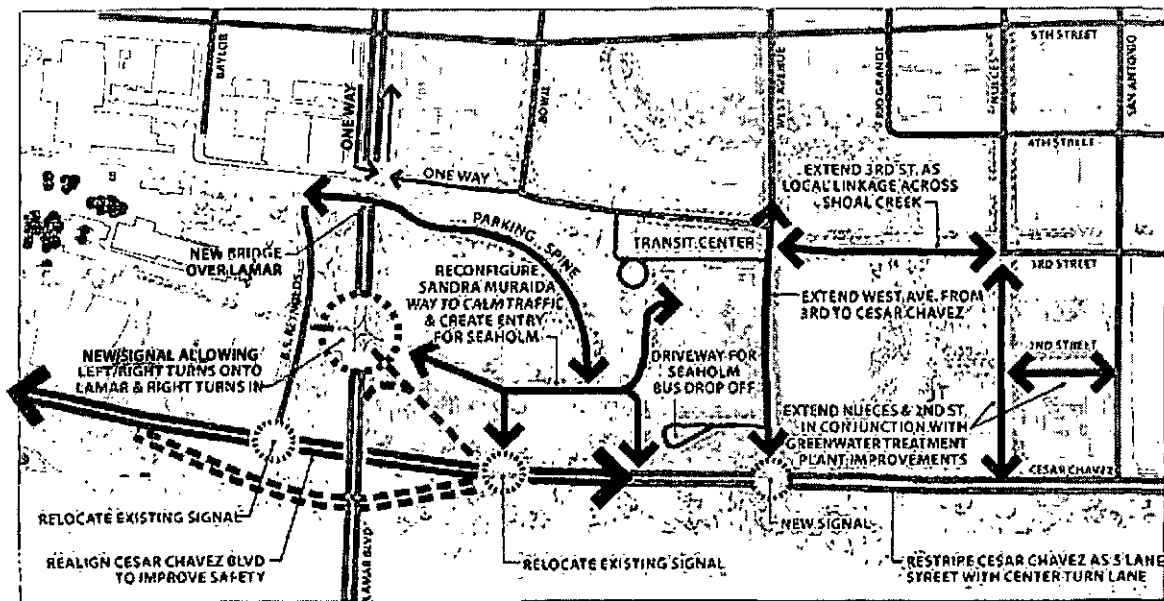 5TH STREET
BAYLOR
BOWIE
WEST AVENUE
RIO GRANDE
NUECES
SAN ANTONIO
ONE WAY
4TH STREET
ONE WAY
EXTEND 3RD ST. AS
LOCAL LINKAGE ACROSS
SHOAL CREEK
PARKING SPINE
TRANSIT CENTER
NEW BRIDGE
OVER LAMAR
3RD STREET
RECONFIGURE
SANDRA MURAIDA
WAY TO CALM TRAFFIC
& CREATE ENTRY
FOR SEAHOLM
EXTEND WEST AVE. FROM
3RD TO CESAR CHAVEZ
B.S. REYNOLDS
NEW SIGNAL ALLOWING
LEFT/RIGHT TURNS ONTO
LAMAR & RIGHT TURNS IN
DRIVEWAY FOR
SEAHOLM
BUS DROP OFF
2ND STREET
EXTEND NUECES & 2ND ST.
IN CONJUNCTION WITH
GREENWATER TREATMENT
PLANT IMPROVEMENTS
CESAR CHAVEZ
RELOCATE EXISTING SIGNAL
NEW SIGNAL
REALIGN CESAR CHAVEZ BLVD
TO IMPROVE SAFETY
LAMAR BLVD
RELOCATE EXISTING SIGNAL
RESTRIPE CESAR CHAVEZ AS 5 LANE
STREET WITH CENTER TURN LANE